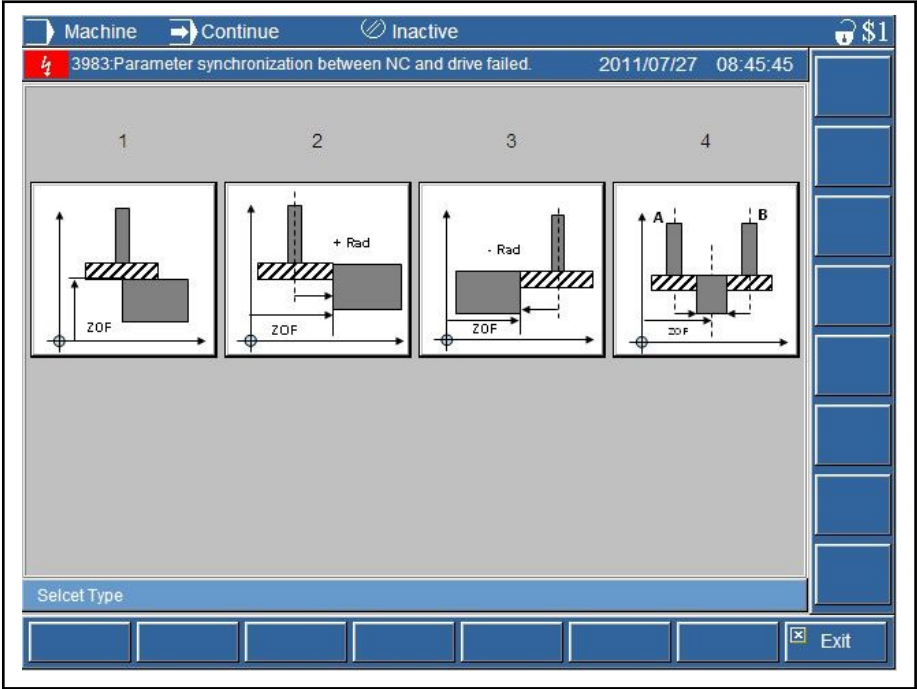 Machine Continue Inactive $1
3983:Parameter synchronization between NC and drive failed. 2011/07/27 08:45:45
1 2 3 4
+ Rad
ZOF
ZOF
- Rad
ZOF
A B
ZOF
Selcet Type
Exit